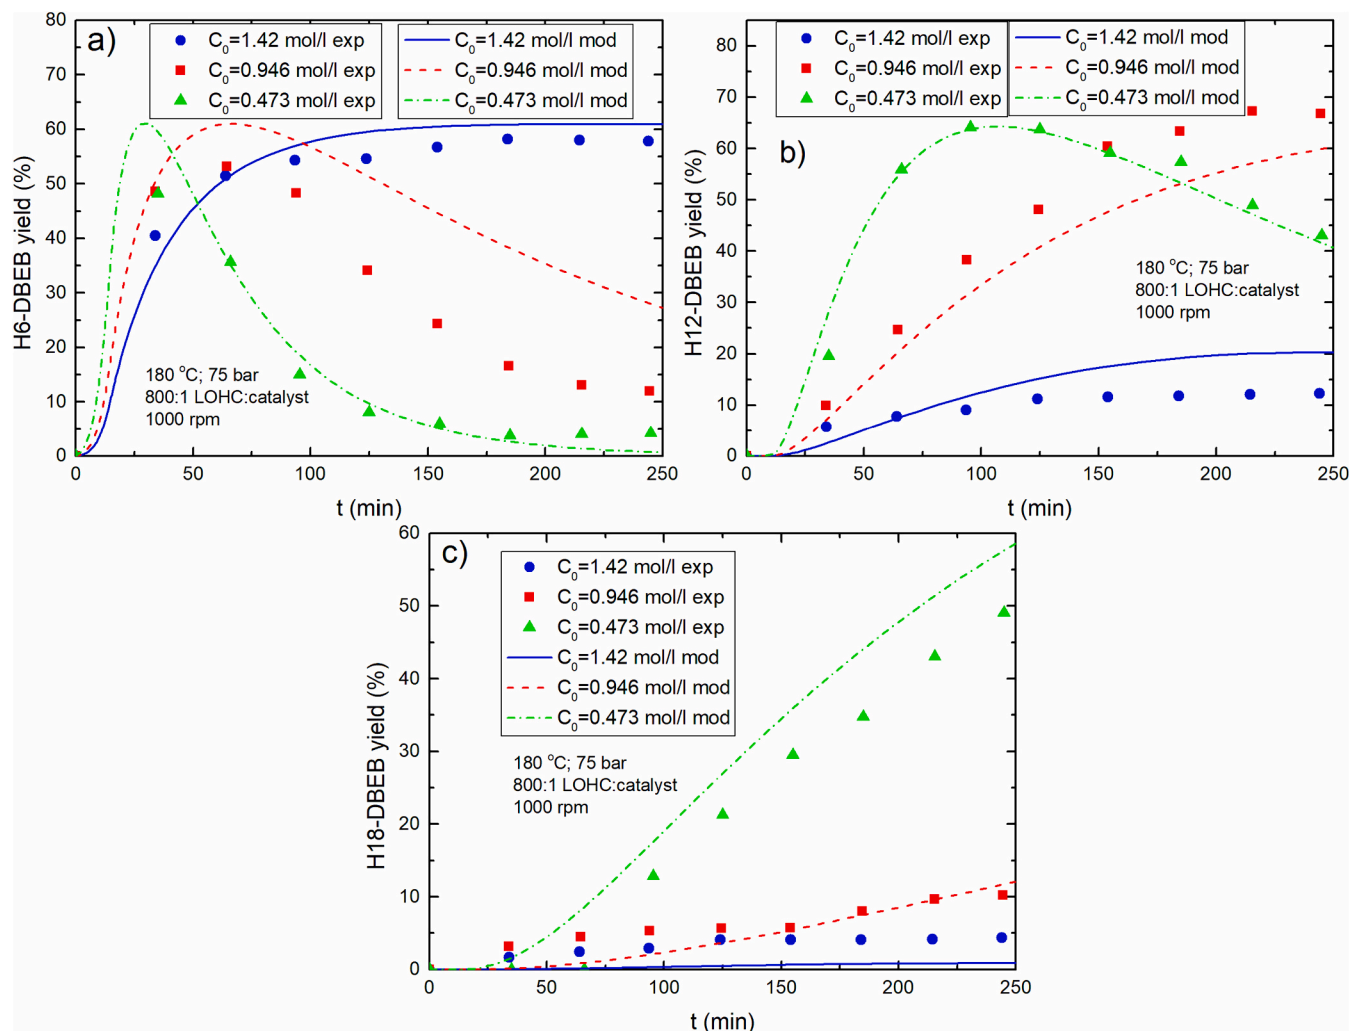 a)
C0=1.42 mol/l exp
C0=0.946 mol/l exp
C0=0.473 mol/l exp
C0=1.42 mol/l mod
C0=0.946 mol/l mod
C0=0.473 mol/l mod
H6-DBEB yield (%)
80
70
60
50
40
30
20
10
0
180 °C; 75 bar
800:1 LOHC:catalyst
1000 rpm
0 50 100 150 200 250
t (min)
b)
C0=1.42 mol/l exp
C0=0.946 mol/l exp
C0=0.473 mol/l exp
C0=1.42 mol/l mod
C0=0.946 mol/l mod
C0=0.473 mol/l mod
H12-DBEB yield (%)
80
70
60
50
40
30
20
10
0
180 °C; 75 bar
800:1 LOHC:catalyst
1000 rpm
0 50 100 150 200 250
t (min)
c)
C0=1.42 mol/l exp
C0=0.946 mol/l exp
C0=0.473 mol/l exp
C0=1.42 mol/l mod
C0=0.946 mol/l mod
C0=0.473 mol/l mod
H18-DBEB yield (%)
60
50
40
30
20
10
0
180 °C; 75 bar
800:1 LOHC:catalyst
1000 rpm
0 50 100 150 200 250
t (min)